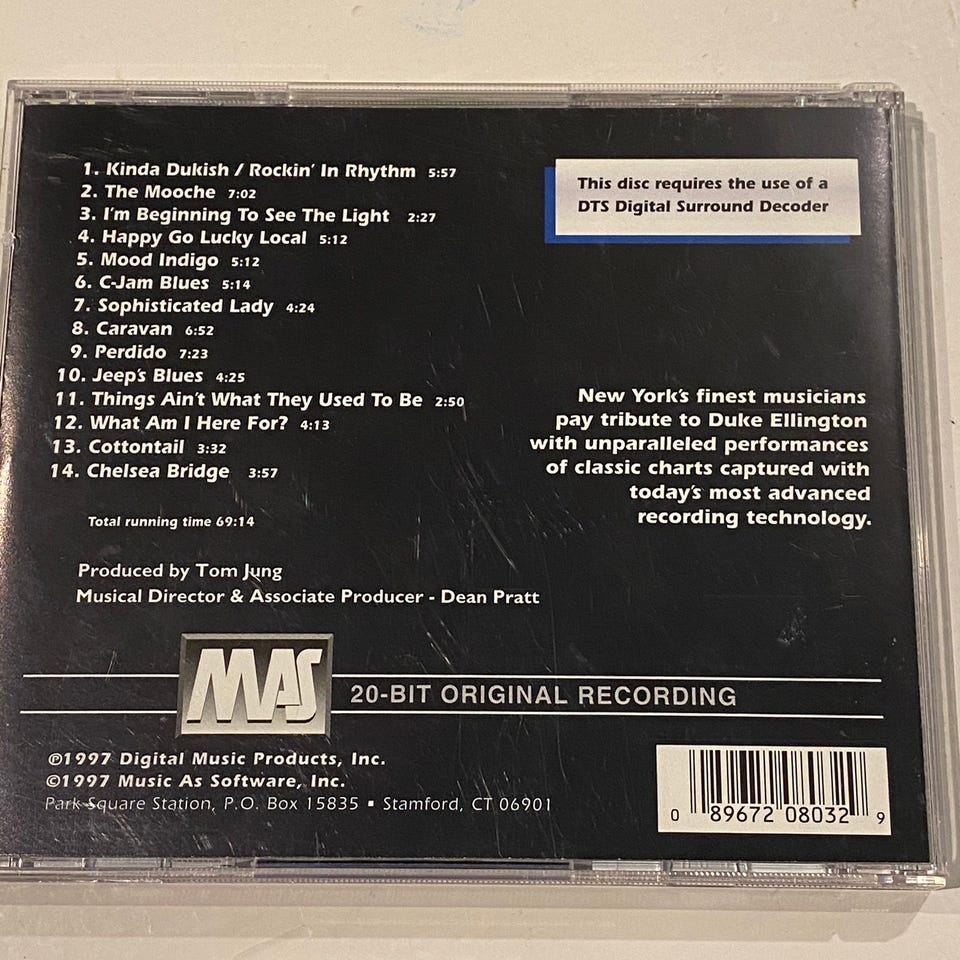 1. Kinda Dukish / Rockin' In Rhythm 5:57
2. The Mooche 7:02
3. I'm Beginning To See The Light 2:27
4. Happy Go Lucky Local 5:12
5. Mood Indigo 5:12
6. C-Jam Blues 5:14
7. Sophisticated Lady 4:24
8. Caravan 6:52
9. Perdido 7:23
10. Jeep's Blues 4:25
11. Things Ain't What They Used To Be 2:50
12. What Am I Here For? 4:13
13. Cottontail 3:32
14. Chelsea Bridge 3:57
Total running time 69:14
This disc requires the use of a
DTS Digital Surround Decoder
New York's finest musicians
pay tribute to Duke Ellington
with unparalleled performances
of classic charts captured with
today's most advanced
recording technology.
Produced by Tom Jung
Musical Director & Associate Producer - Dean Pratt
MAS 20-BIT ORIGINAL RECORDING
℗1997 Digital Music Products, Inc.
©1997 Music As Software, Inc.
Park Square Station, P.O. Box 15835 ▪ Stamford, CT 06901
0 89672 08032 9